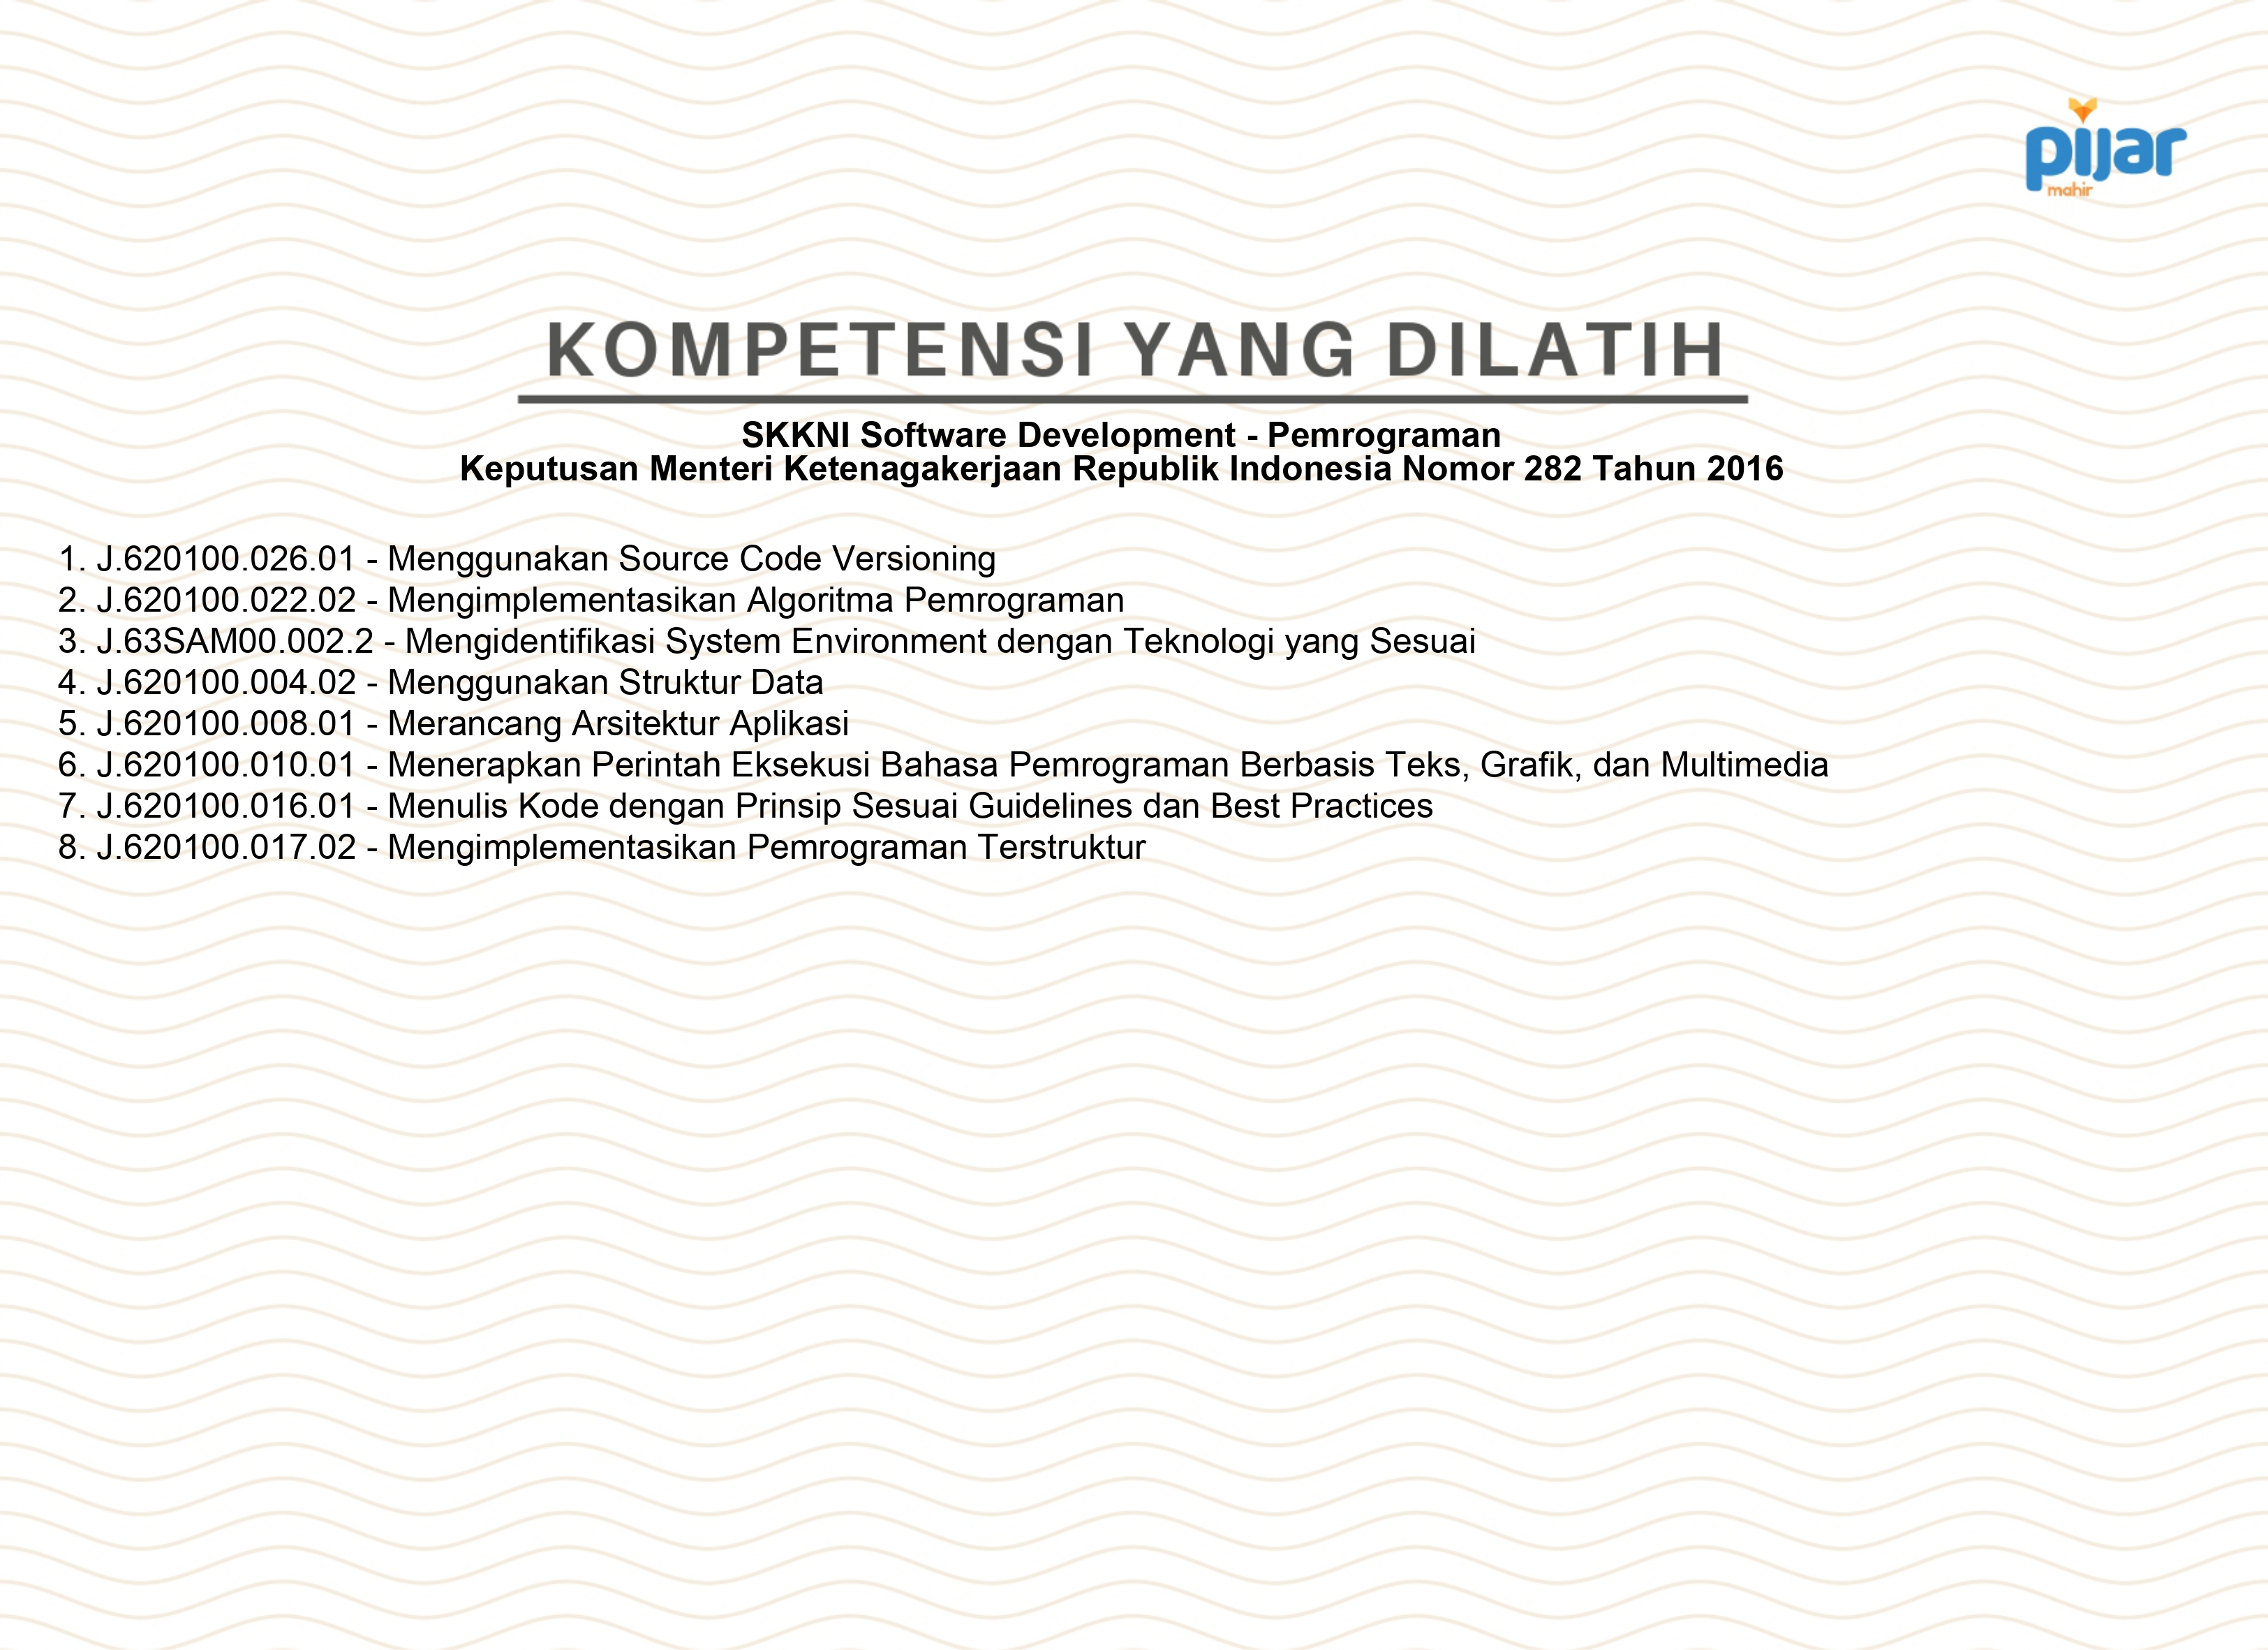 pijar
mahir
KOMPETENSI YANG DILATIH
SKKNI Software Development - Pemrograman
Keputusan Menteri Ketenagakerjaan Republik Indonesia Nomor 282 Tahun 2016
1. J.620100.026.01 - Menggunakan Source Code Versioning
2. J.620100.022.02 - Mengimplementasikan Algoritma Pemrograman
3. J.63SAM00.002.2 - Mengidentifikasi System Environment dengan Teknologi yang Sesuai
4. J.620100.004.02 - Menggunakan Struktur Data
5. J.620100.008.01 - Merancang Arsitektur Aplikasi
6. J.620100.010.01 - Menerapkan Perintah Eksekusi Bahasa Pemrograman Berbasis Teks, Grafik, dan Multimedia
7. J.620100.016.01 - Menulis Kode dengan Prinsip Sesuai Guidelines dan Best Practices
8. J.620100.017.02 - Mengimplementasikan Pemrograman Terstruktur